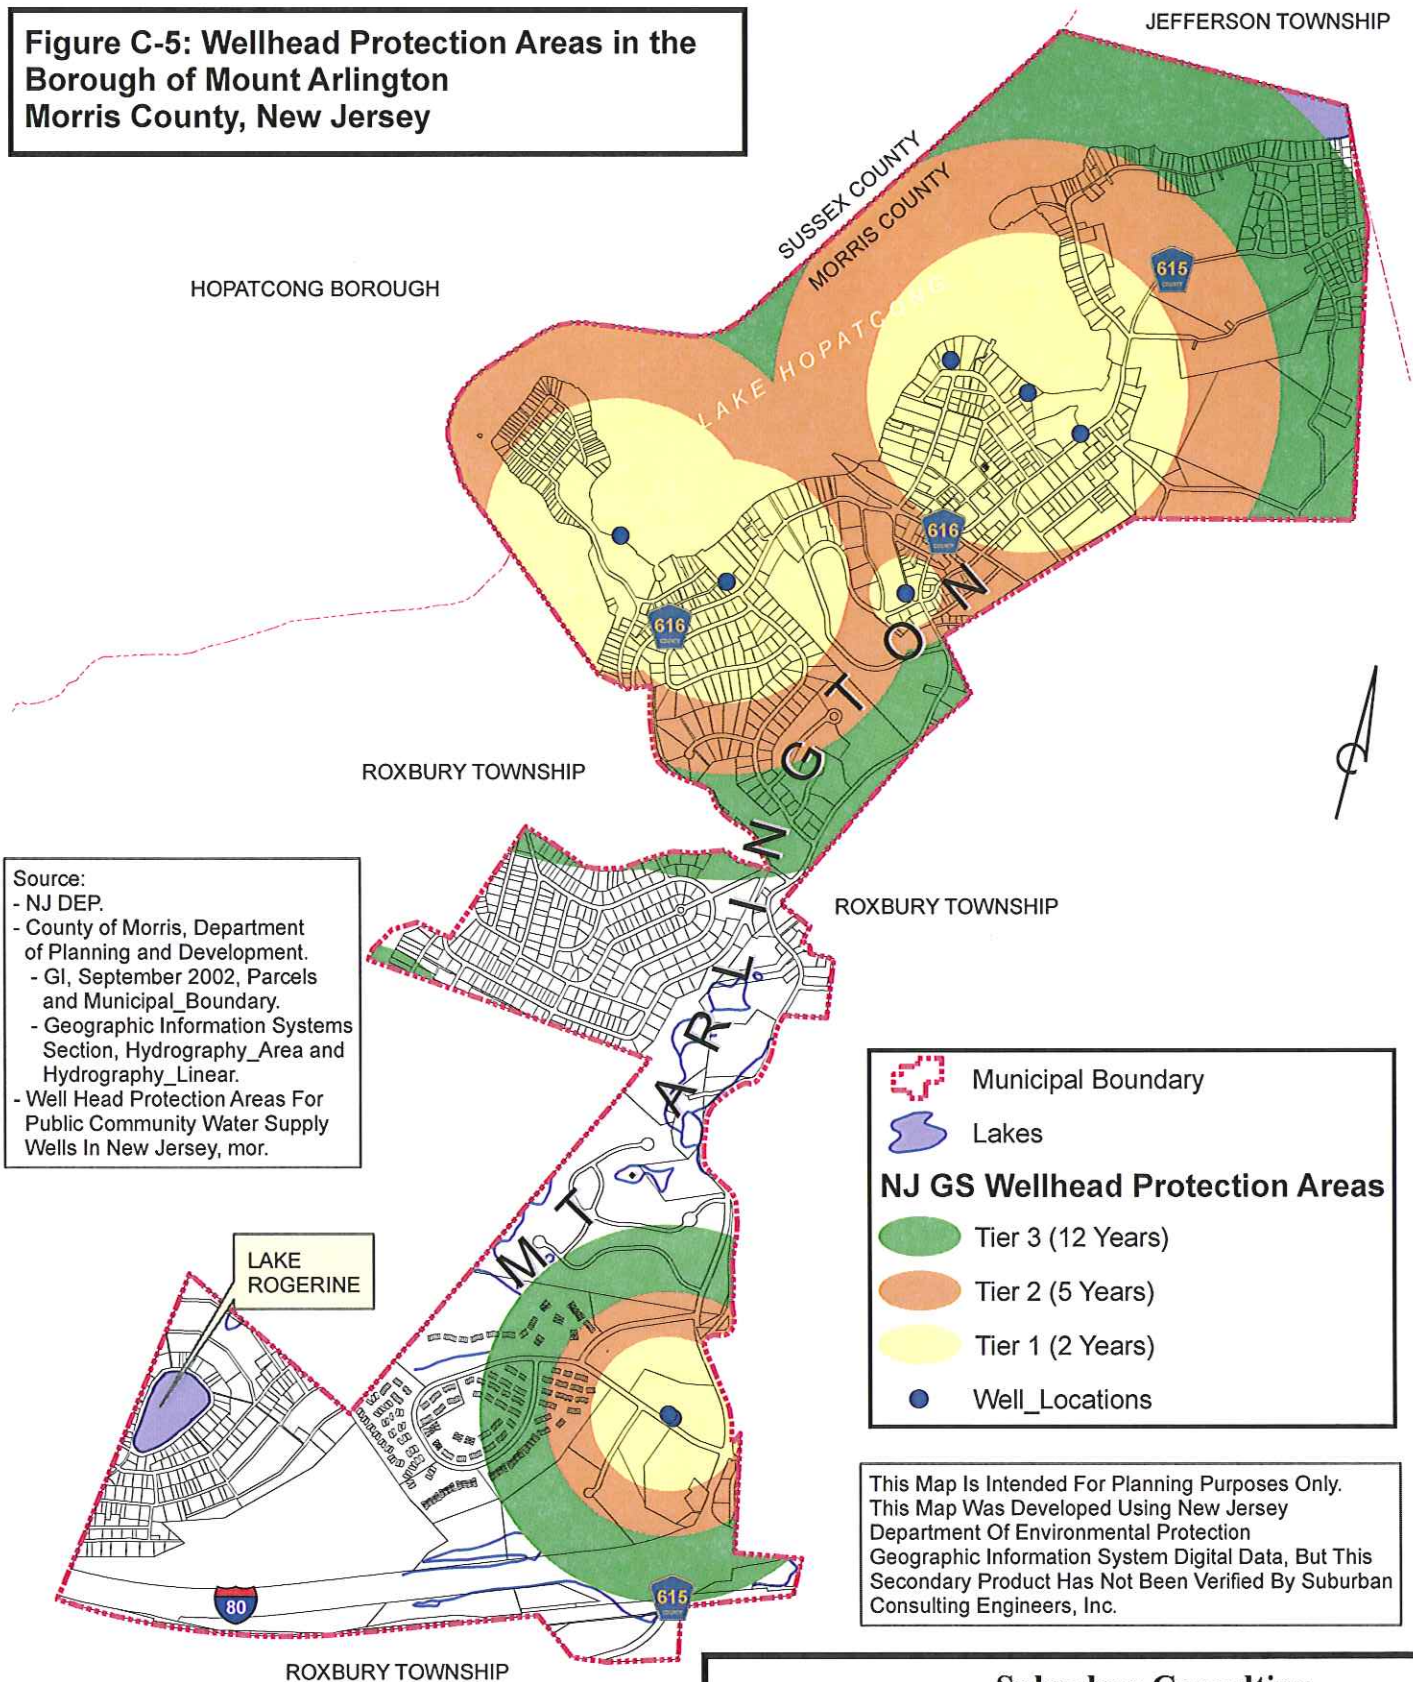 Figure C-5: Wellhead Protection Areas in the
Borough of Mount Arlington
Morris County, New Jersey
JEFFERSON TOWNSHIP
SUSSEX COUNTY
MORRIS COUNTY
HOPATCONG BOROUGH
615
COUNTY
LAKE HOPATCONG
616
COUNTY
616
COUNTY
MT ARLINGTON
ROXBURY TOWNSHIP
ROXBURY TOWNSHIP
Source:
- NJ DEP.
- County of Morris, Department
of Planning and Development.
- GI, September 2002, Parcels
and Municipal_Boundary.
- Geographic Information Systems
Section, Hydrography_Area and
Hydrography_Linear.
- Well Head Protection Areas For
Public Community Water Supply
Wells In New Jersey, mor.
LAKE
ROGERINE
Municipal Boundary
Lakes
NJ GS Wellhead Protection Areas
Tier 3 (12 Years)
Tier 2 (5 Years)
Tier 1 (2 Years)
Well_Locations
This Map Is Intended For Planning Purposes Only.
This Map Was Developed Using New Jersey
Department Of Environmental Protection
Geographic Information System Digital Data, But This
Secondary Product Has Not Been Verified By Suburban
Consulting Engineers, Inc.
80
615
COUNTY
ROXBURY TOWNSHIP
Suburban Consulting